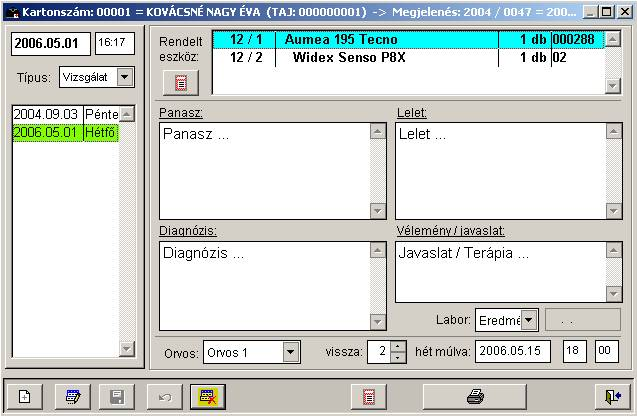 Kartonszám: 00001 = KOVÁCSNÉ NAGY ÉVA (TAJ: 000000001) -> Megjelenés: 2004 / 0047 = 200...
2006.05.01 16:17
Típus: Vizsgálat
2004.09.03 Pénte
2006.05.01 Hétfő
Rendelt eszköz:
12 / 1 Aumea 195 Tecno 1 db 000288
12 / 2 Widex Senso P8X 1 db 02
Panasz:
Panasz ...
Lelet:
Lelet ...
Diagnózis:
Diagnózis ...
Vélemény / javaslat:
Javaslat / Terápia ...
Labor: Eredmé . .
Orvos: Orvos 1 vissza: 2 hét múlva: 2006.05.15 18 00